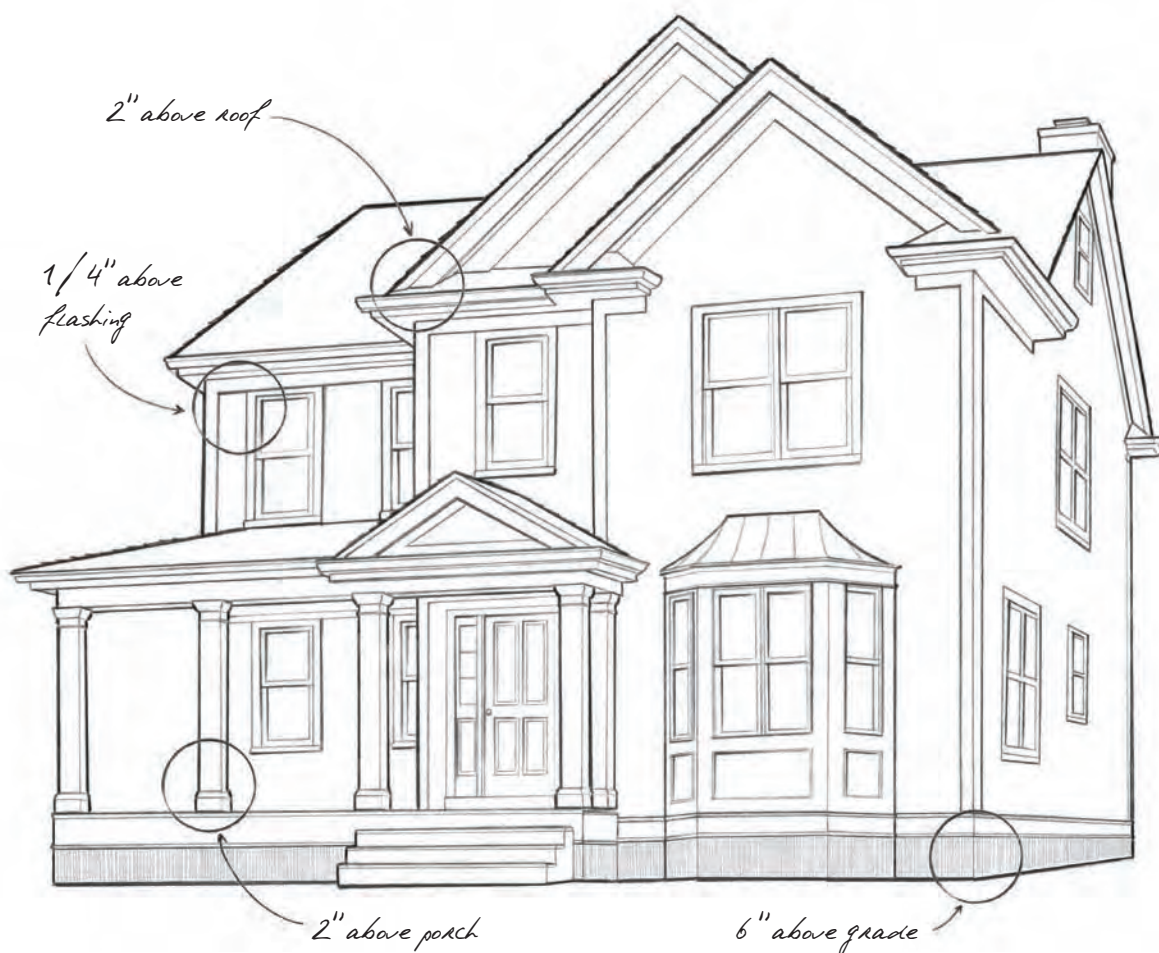 2" above roof
1/4" above
flashing
2" above porch
6" above grade